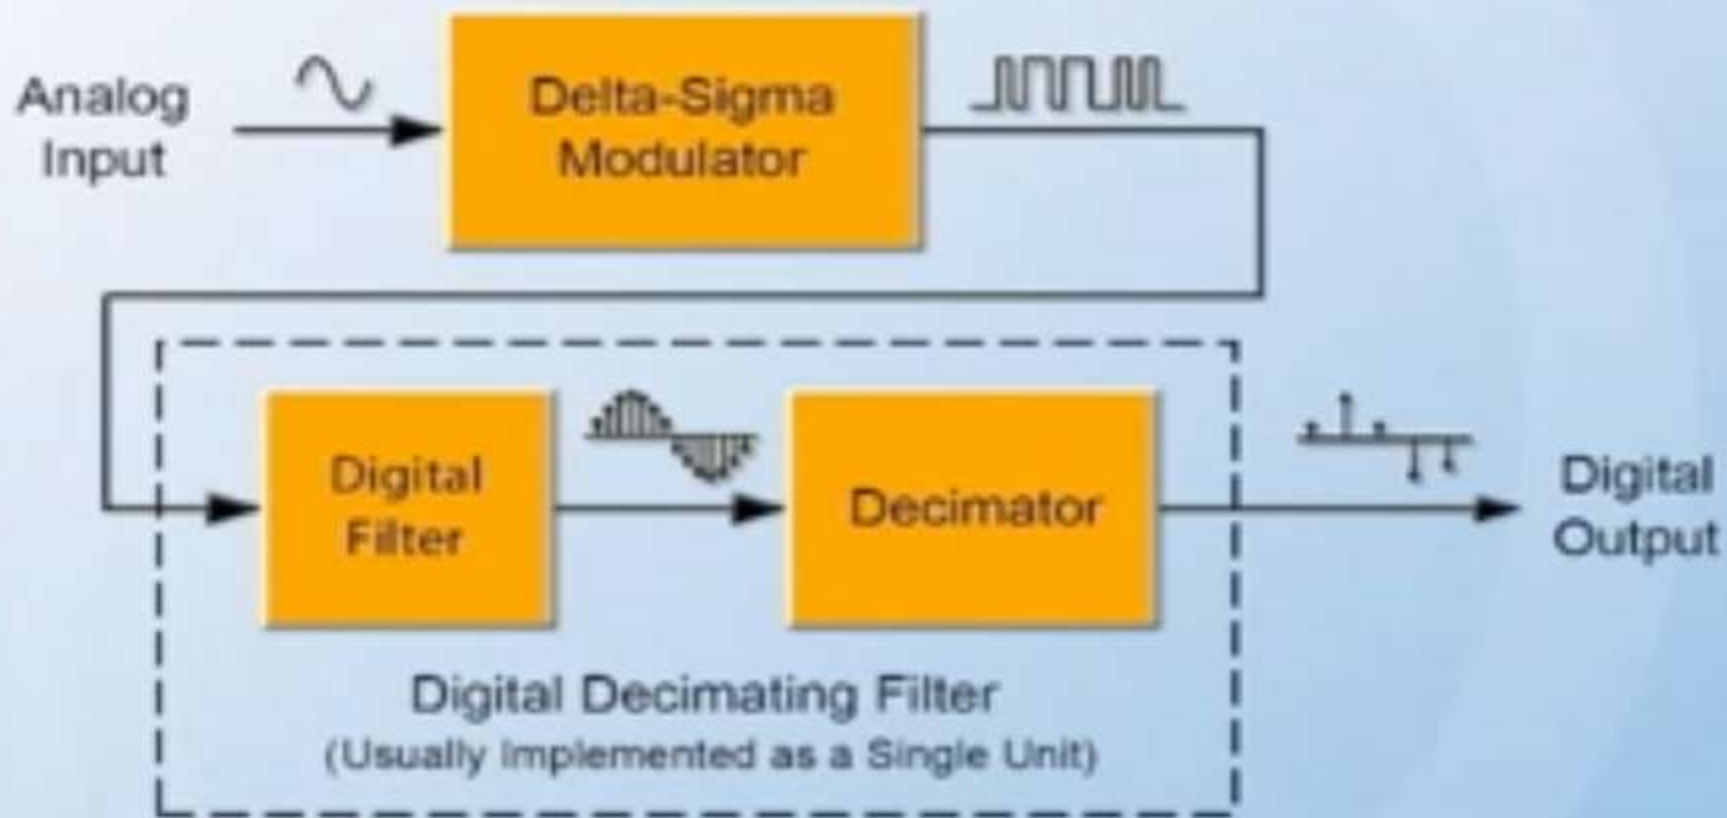 Analog
Input
Delta-Sigma
Modulator
Digital
Filter
Decimator
Digital
Output
Digital Decimating Filter
(Usually Implemented as a Single Unit)